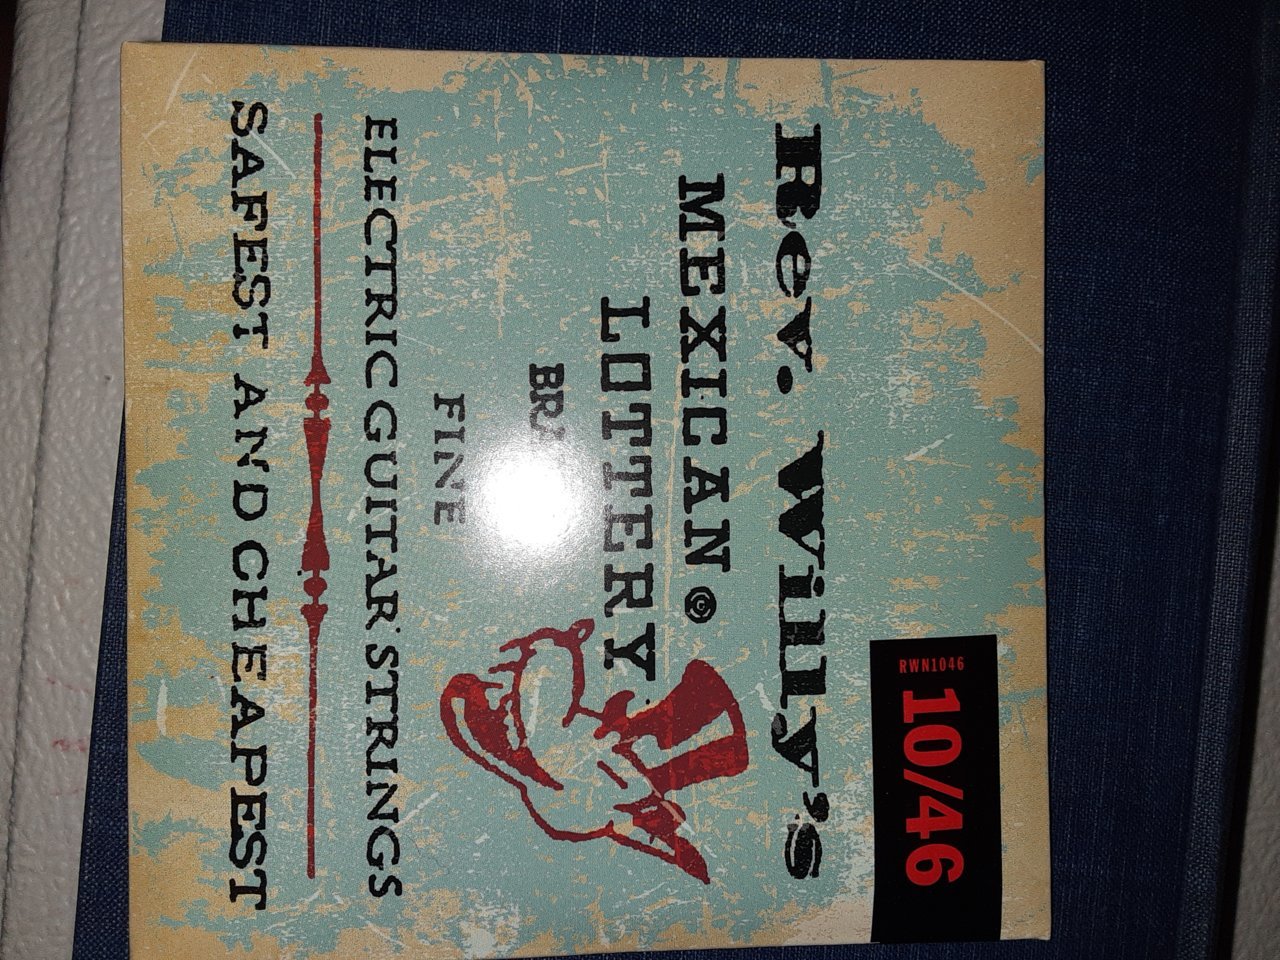 RWN1046
10/46
Rev. Willy's
MEXICAN ©
LOTTERY
FINE
ELECTRIC GUITAR STRINGS
SAFEST AND CHEAPEST